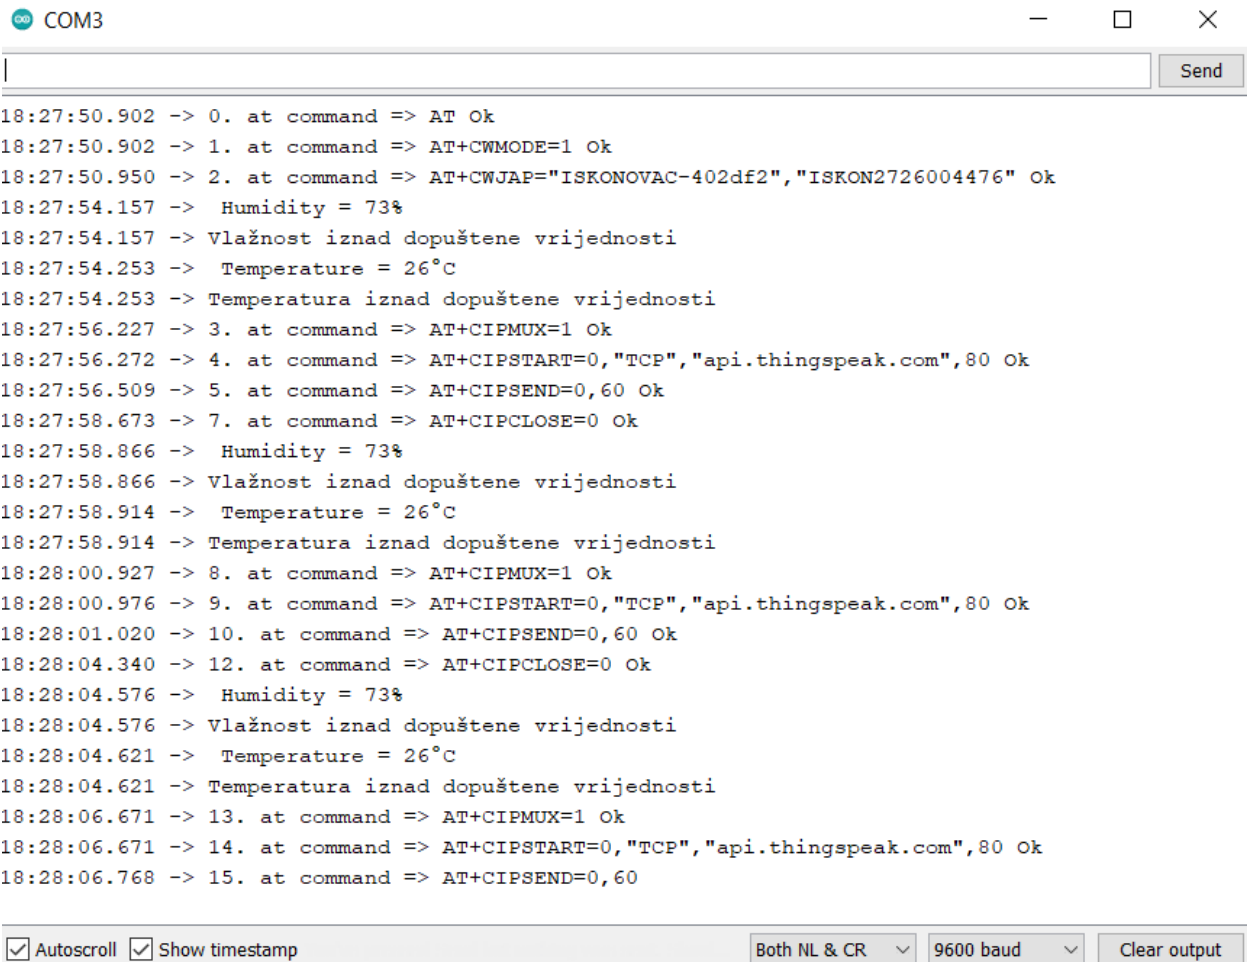 COM3
Send
18:27:50.902 -> 0. at command => AT Ok
18:27:50.902 -> 1. at command => AT+CWMODE=1 Ok
18:27:50.950 -> 2. at command => AT+CWJAP="ISKONOVAC-402df2","ISKON2726004476" Ok
18:27:54.157 ->  Humidity = 73%
18:27:54.157 -> Vlažnost iznad dopuštene vrijednosti
18:27:54.253 ->  Temperature = 26°C
18:27:54.253 -> Temperatura iznad dopuštene vrijednosti
18:27:56.227 -> 3. at command => AT+CIPMUX=1 Ok
18:27:56.272 -> 4. at command => AT+CIPSTART=0,"TCP","api.thingspeak.com",80 Ok
18:27:56.509 -> 5. at command => AT+CIPSEND=0,60 Ok
18:27:58.673 -> 7. at command => AT+CIPCLOSE=0 Ok
18:27:58.866 ->  Humidity = 73%
18:27:58.866 -> Vlažnost iznad dopuštene vrijednosti
18:27:58.914 ->  Temperature = 26°C
18:27:58.914 -> Temperatura iznad dopuštene vrijednosti
18:28:00.927 -> 8. at command => AT+CIPMUX=1 Ok
18:28:00.976 -> 9. at command => AT+CIPSTART=0,"TCP","api.thingspeak.com",80 Ok
18:28:01.020 -> 10. at command => AT+CIPSEND=0,60 Ok
18:28:04.340 -> 12. at command => AT+CIPCLOSE=0 Ok
18:28:04.576 ->  Humidity = 73%
18:28:04.576 -> Vlažnost iznad dopuštene vrijednosti
18:28:04.621 ->  Temperature = 26°C
18:28:04.621 -> Temperatura iznad dopuštene vrijednosti
18:28:06.671 -> 13. at command => AT+CIPMUX=1 Ok
18:28:06.671 -> 14. at command => AT+CIPSTART=0,"TCP","api.thingspeak.com",80 Ok
18:28:06.768 -> 15. at command => AT+CIPSEND=0,60
Autoscroll Show timestamp Both NL & CR 9600 baud Clear output